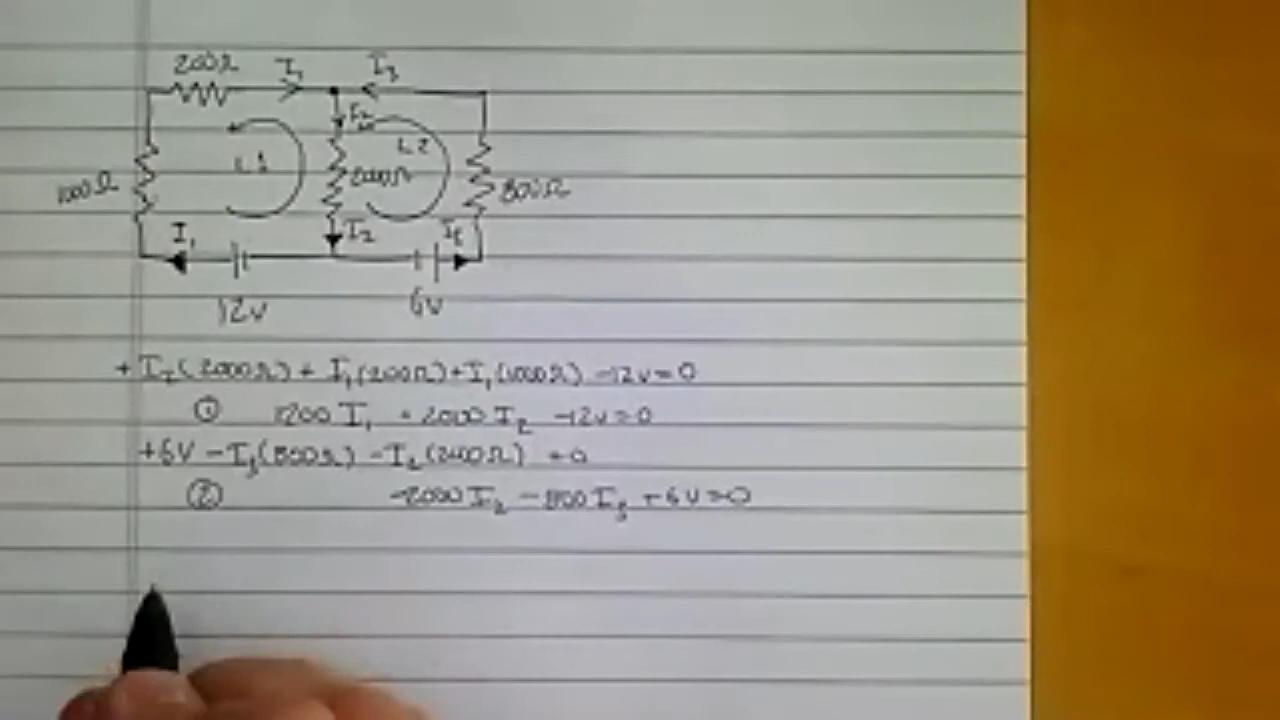 200Ω I₁ I₃
I₂
L1 L2
1000Ω 2000Ω 800Ω
I₁ I₂
12V 6V
+ I₂(2000Ω) + I₁(200Ω) + I₁(1000Ω) - 12V = 0
① 1200 I₁ + 2000 I₂ - 12V = 0
+6V - I₃(800Ω) - I₂(2000Ω) = 0
② -2000 I₂ - 800 I₃ + 6V = 0